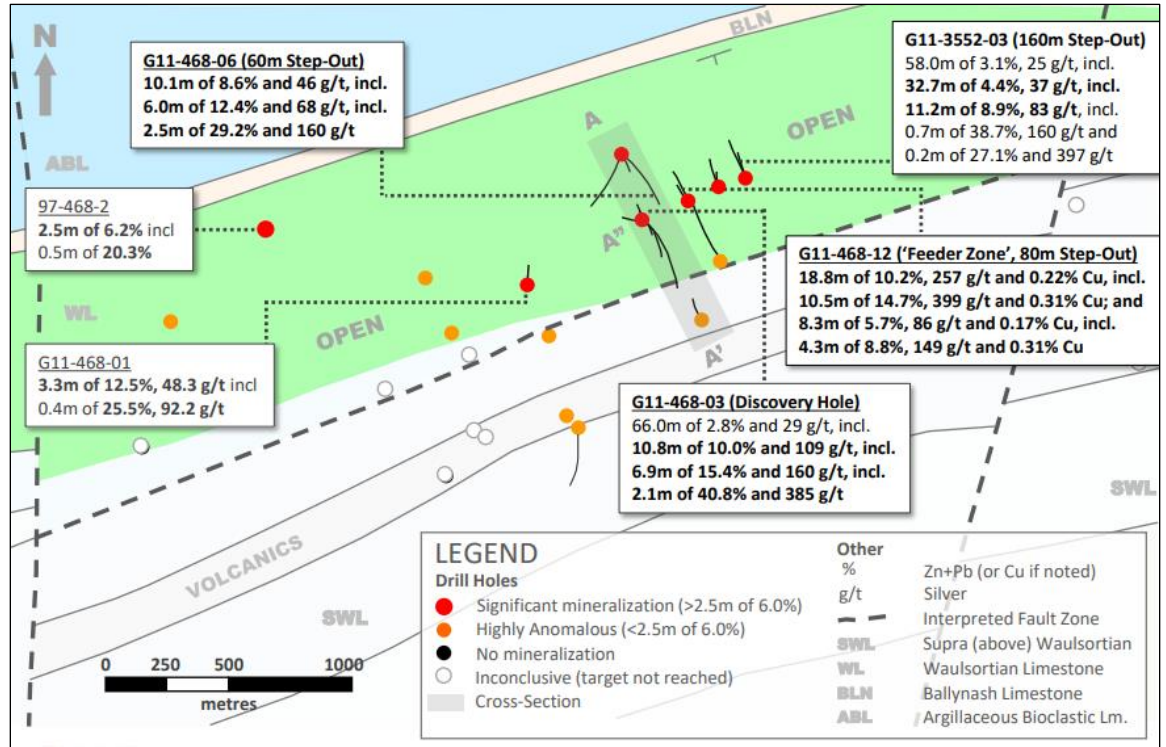 N
BLN
G11-468-06 (60m Step-Out)
10.1m of 8.6% and 46 g/t, incl.
6.0m of 12.4% and 68 g/t, incl.
2.5m of 29.2% and 160 g/t
G11-3552-03 (160m Step-Out)
58.0m of 3.1%, 25 g/t, incl.
32.7m of 4.4%, 37 g/t, incl.
11.2m of 8.9%, 83 g/t, incl.
0.7m of 38.7%, 160 g/t and
0.2m of 27.1% and 397 g/t
A
OPEN
ABL
97-468-2
2.5m of 6.2% incl
0.5m of 20.3%
A"
G11-468-12 ('Feeder Zone', 80m Step-Out)
18.8m of 10.2%, 257 g/t and 0.22% Cu, incl.
10.5m of 14.7%, 399 g/t and 0.31% Cu; and
8.3m of 5.7%, 86 g/t and 0.17% Cu, incl.
4.3m of 8.8%, 149 g/t and 0.31% Cu
WL
OPEN
A'
G11-468-01
3.3m of 12.5%, 48.3 g/t incl
0.4m of 25.5%, 92.2 g/t
G11-468-03 (Discovery Hole)
66.0m of 2.8% and 29 g/t, incl.
10.8m of 10.0% and 109 g/t, incl.
6.9m of 15.4% and 160 g/t, incl.
2.1m of 40.8% and 385 g/t
SWL
VOLCANICS
SWL
0 250 500 1000
metres
LEGEND
Drill Holes
Significant mineralization (>2.5m of 6.0%)
Highly Anomalous (<2.5m of 6.0%)
No mineralization
Inconclusive (target not reached)
Cross-Section
Other
% Zn+Pb (or Cu if noted)
g/t Silver
Interpreted Fault Zone
SWL Supra (above) Waulsortian
WL Waulsortian Limestone
BLN Ballynash Limestone
ABL Argillaceous Bioclastic Lm.